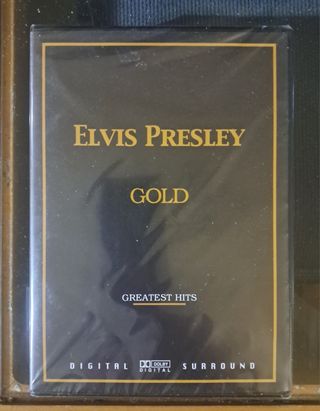 ELVIS PRESLEY
GOLD
GREATEST HITS
DIGITAL DOLBY DIGITAL SURROUND